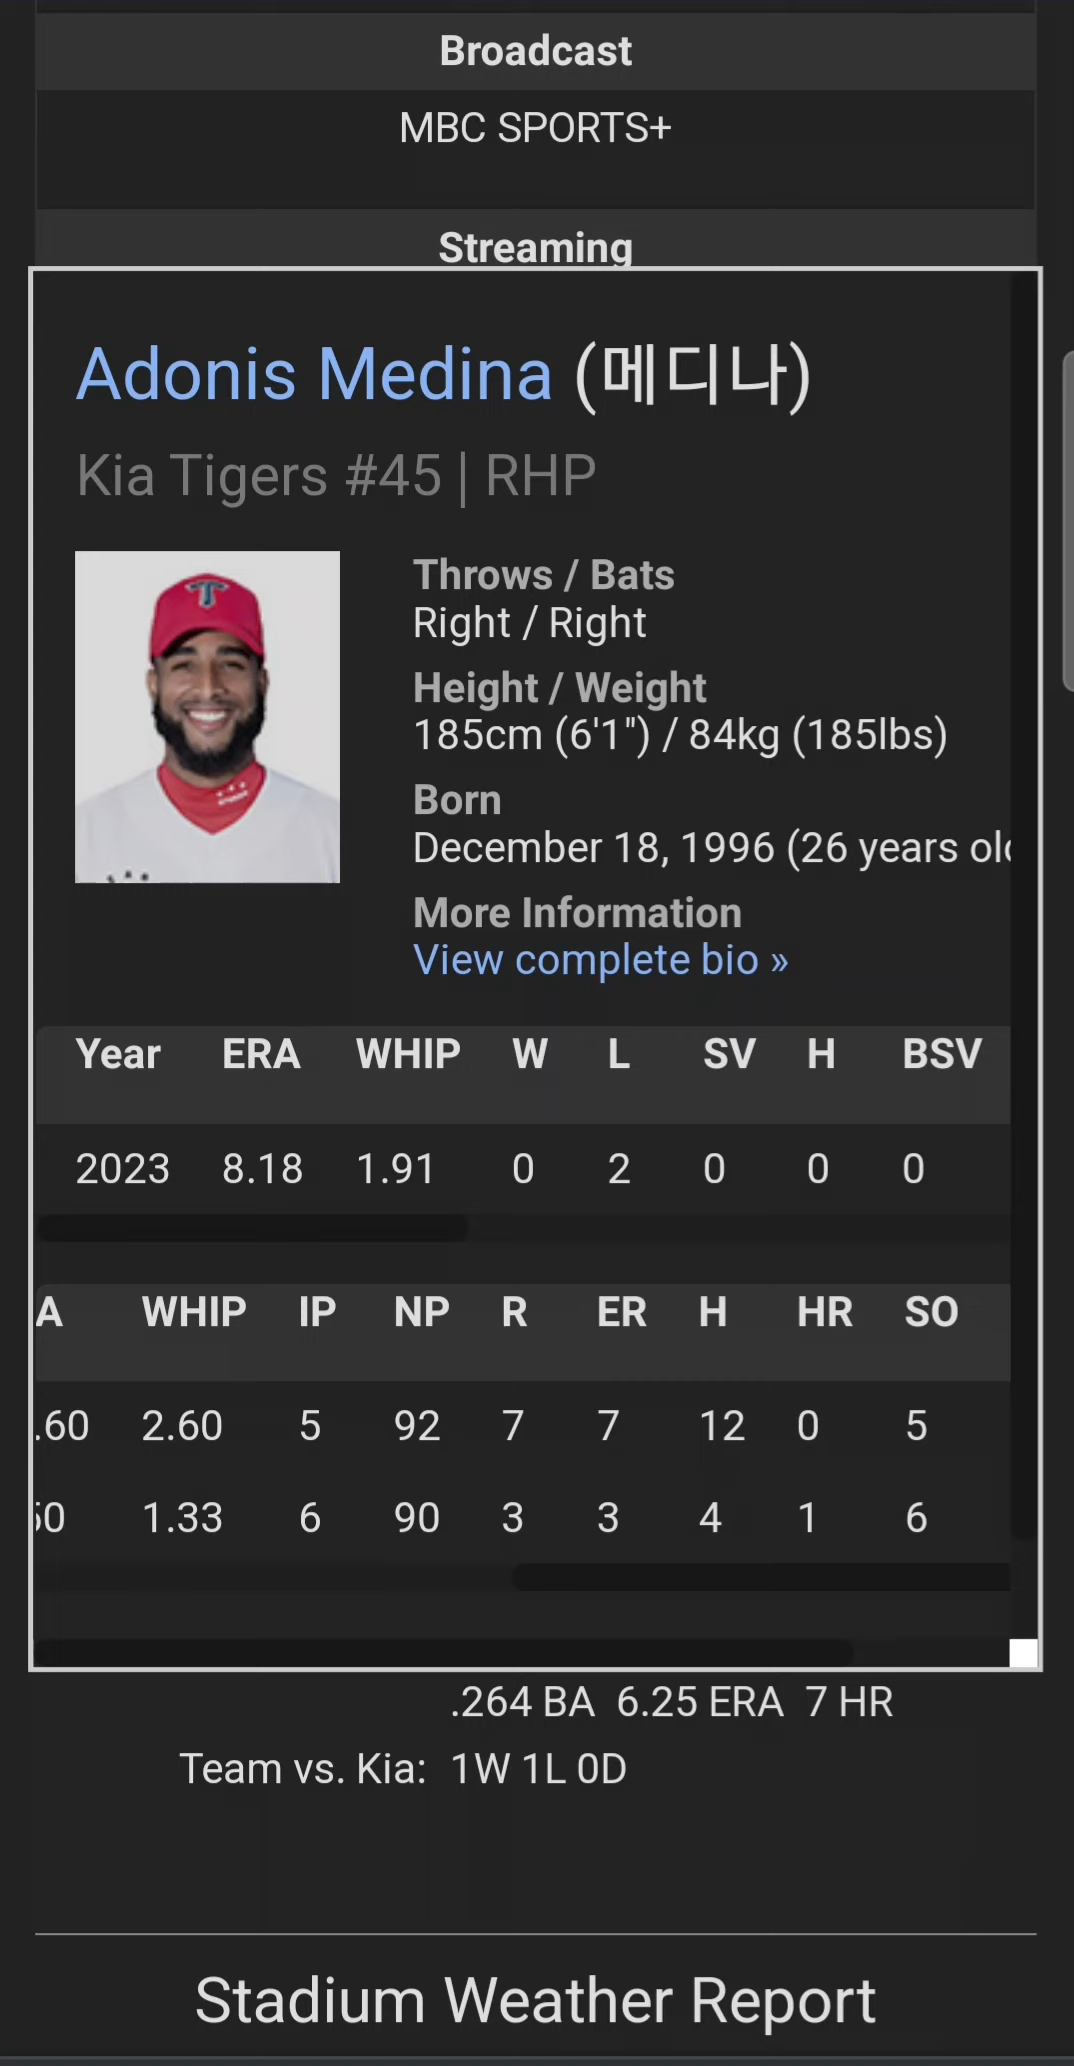 Broadcast
MBC SPORTS+
Streaming
Adonis Medina (메디나)
Kia Tigers #45 | RHP
T
Throws / Bats
Right / Right
Height / Weight
185cm (6'1") / 84kg (185lbs)
Born
December 18, 1996 (26 years old
More Information
View complete bio »
Year ERA WHIP W L SV H BSV
2023 8.18 1.91 0 2 0 0 0
A WHIP IP NP R ER H HR SO
.60 2.60 5 92 7 7 12 0 5
50 1.33 6 90 3 3 4 1 6
.264 BA 6.25 ERA 7 HR
Team vs. Kia: 1W 1L 0D
Stadium Weather Report